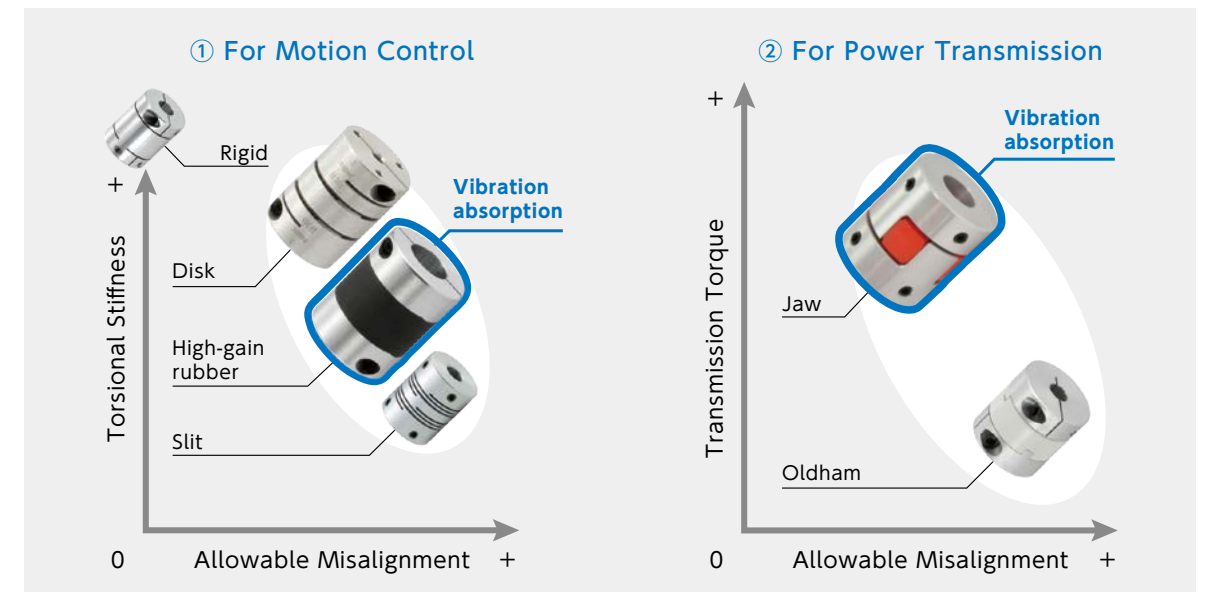 ① For Motion Control
Rigid
+
Vibration
absorption
Disk
High-gain
rubber
Slit
Torsional Stiffness
0
Allowable Misalignment
+
② For Power Transmission
+
Vibration
absorption
Jaw
Oldham
Transmission Torque
0
Allowable Misalignment
+